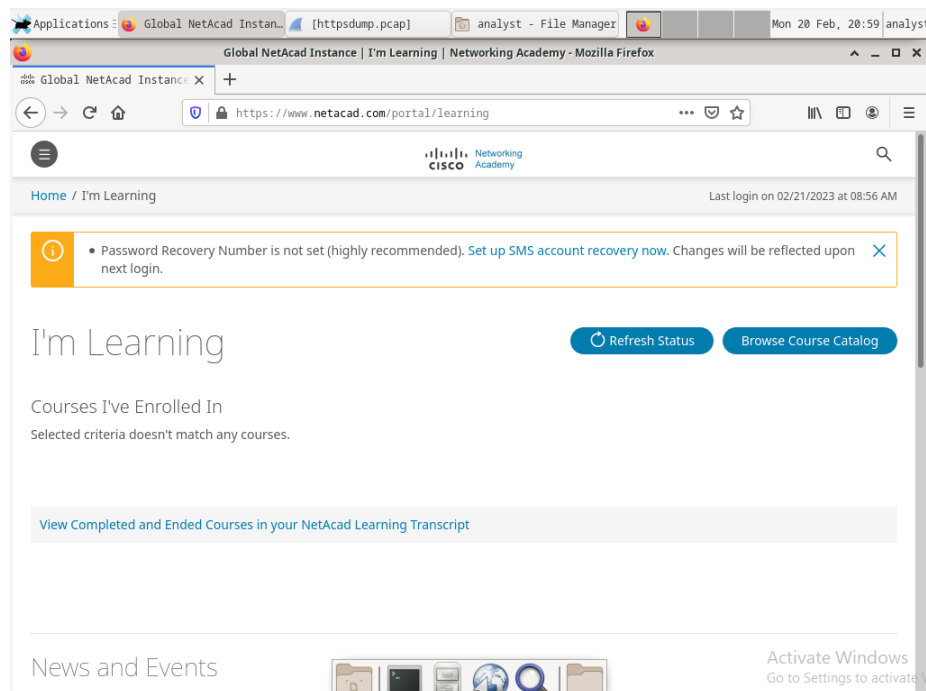 Applications
Global NetAcad Instan...
[httpsdump.pcap]
analyst - File Manager
Mon 20 Feb, 20:59
analyst
Global NetAcad Instance | I'm Learning | Networking Academy - Mozilla Firefox
Global NetAcad Instance
https://www.netacad.com/portal/learning
CISCO
Networking
Academy
Home / I'm Learning
Last login on 02/21/2023 at 08:56 AM
• Password Recovery Number is not set (highly recommended). Set up SMS account recovery now. Changes will be reflected upon
next login.
I'm Learning
Refresh Status
Browse Course Catalog
Courses I've Enrolled In
Selected criteria doesn't match any courses.
View Completed and Ended Courses in your NetAcad Learning Transcript
News and Events
Activate Windows
Go to Settings to activate